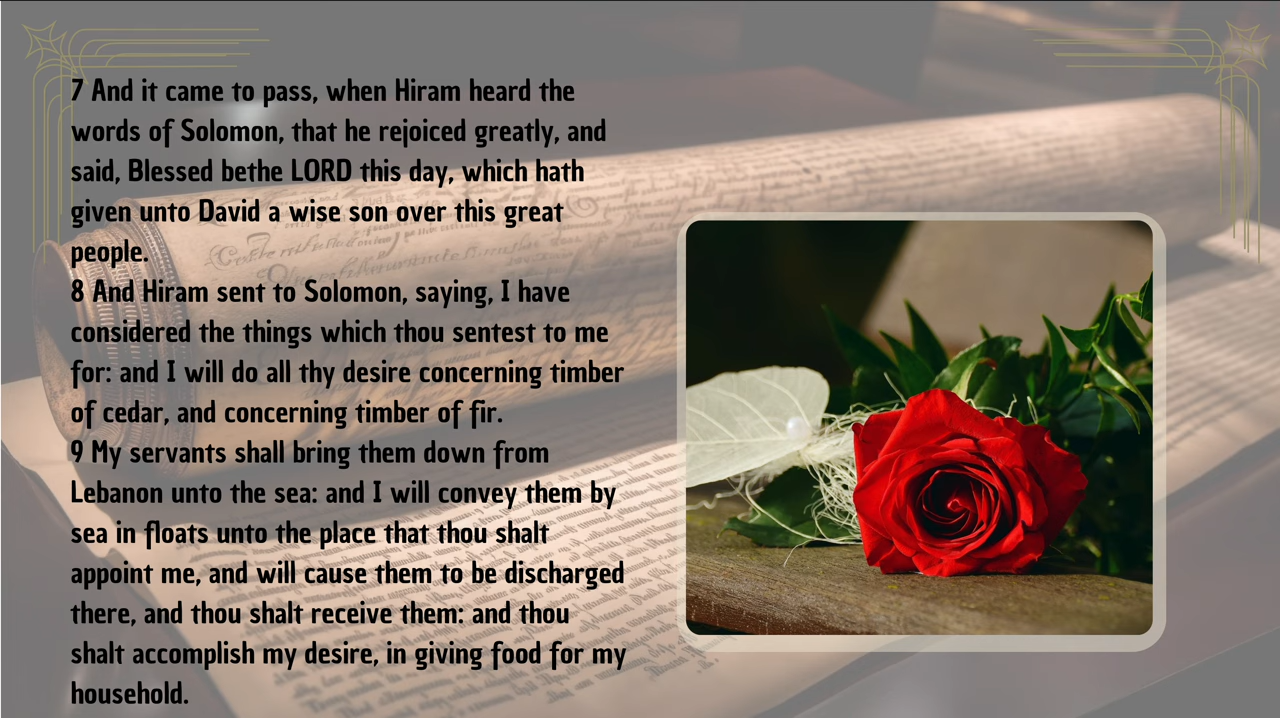 7 And it came to pass, when Hiram heard the
words of Solomon, that he rejoiced greatly, and
said, Blessed bethe LORD this day, which hath
given unto David a wise son over this great
people.
8 And Hiram sent to Solomon, saying, I have
considered the things which thou sentest to me
for: and I will do all thy desire concerning timber
of cedar, and concerning timber of fir.
9 My servants shall bring them down from
Lebanon unto the sea: and I will convey them by
sea in floats unto the place that thou shalt
appoint me, and will cause them to be discharged
there, and thou shalt receive them: and thou
shalt accomplish my desire, in giving food for my
household.